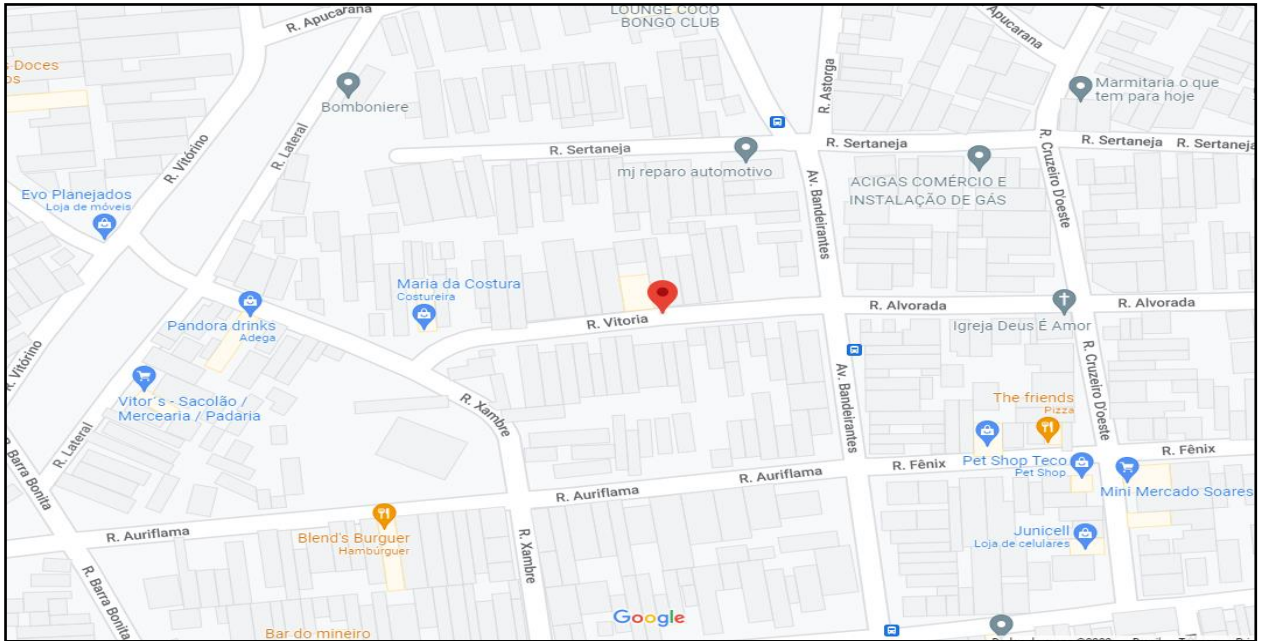 LOUNGE COCO
BONGO CLUB
R. Apucarana
Apucarana
Doces
os
Bomboniere
R. Astorga
Marmitaria o que
tem para hoje
R. Vitórino
R. Lateral
R. Sertaneja
mj reparo automotivo
R. Sertaneja
R. Sertaneja
R. Sertaneja
R. Cruzeiro D'oeste
ACIGAS COMÉRCIO E
INSTALAÇÃO DE GÁS
Av. Bandeirantes
Evo Planejados
Loja de móveis
Maria da Costura
Costureira
R. Vitoria
R. Alvorada
R. Alvorada
Igreja Deus É Amor
Pandora drinks
Adega
R. Vitórino
Vitor´s - Sacolão /
Mercearia / Padaria
R. Xambre
Av. Bandeirantes
R. Cruzeiro D'oeste
The friends
Pizza
R. Lateral
R. Barra Bonita
R. Auriflama
R. Auriflama
R. Fênix
R. Fênix
Pet Shop Teco
Pet Shop
Mini Mercado Soares
R. Auriflama
Blend's Burguer
Hambúrguer
R. Xambre
Junicell
Loja de celulares
R. Barra Bonita
Google
Bar do mineiro